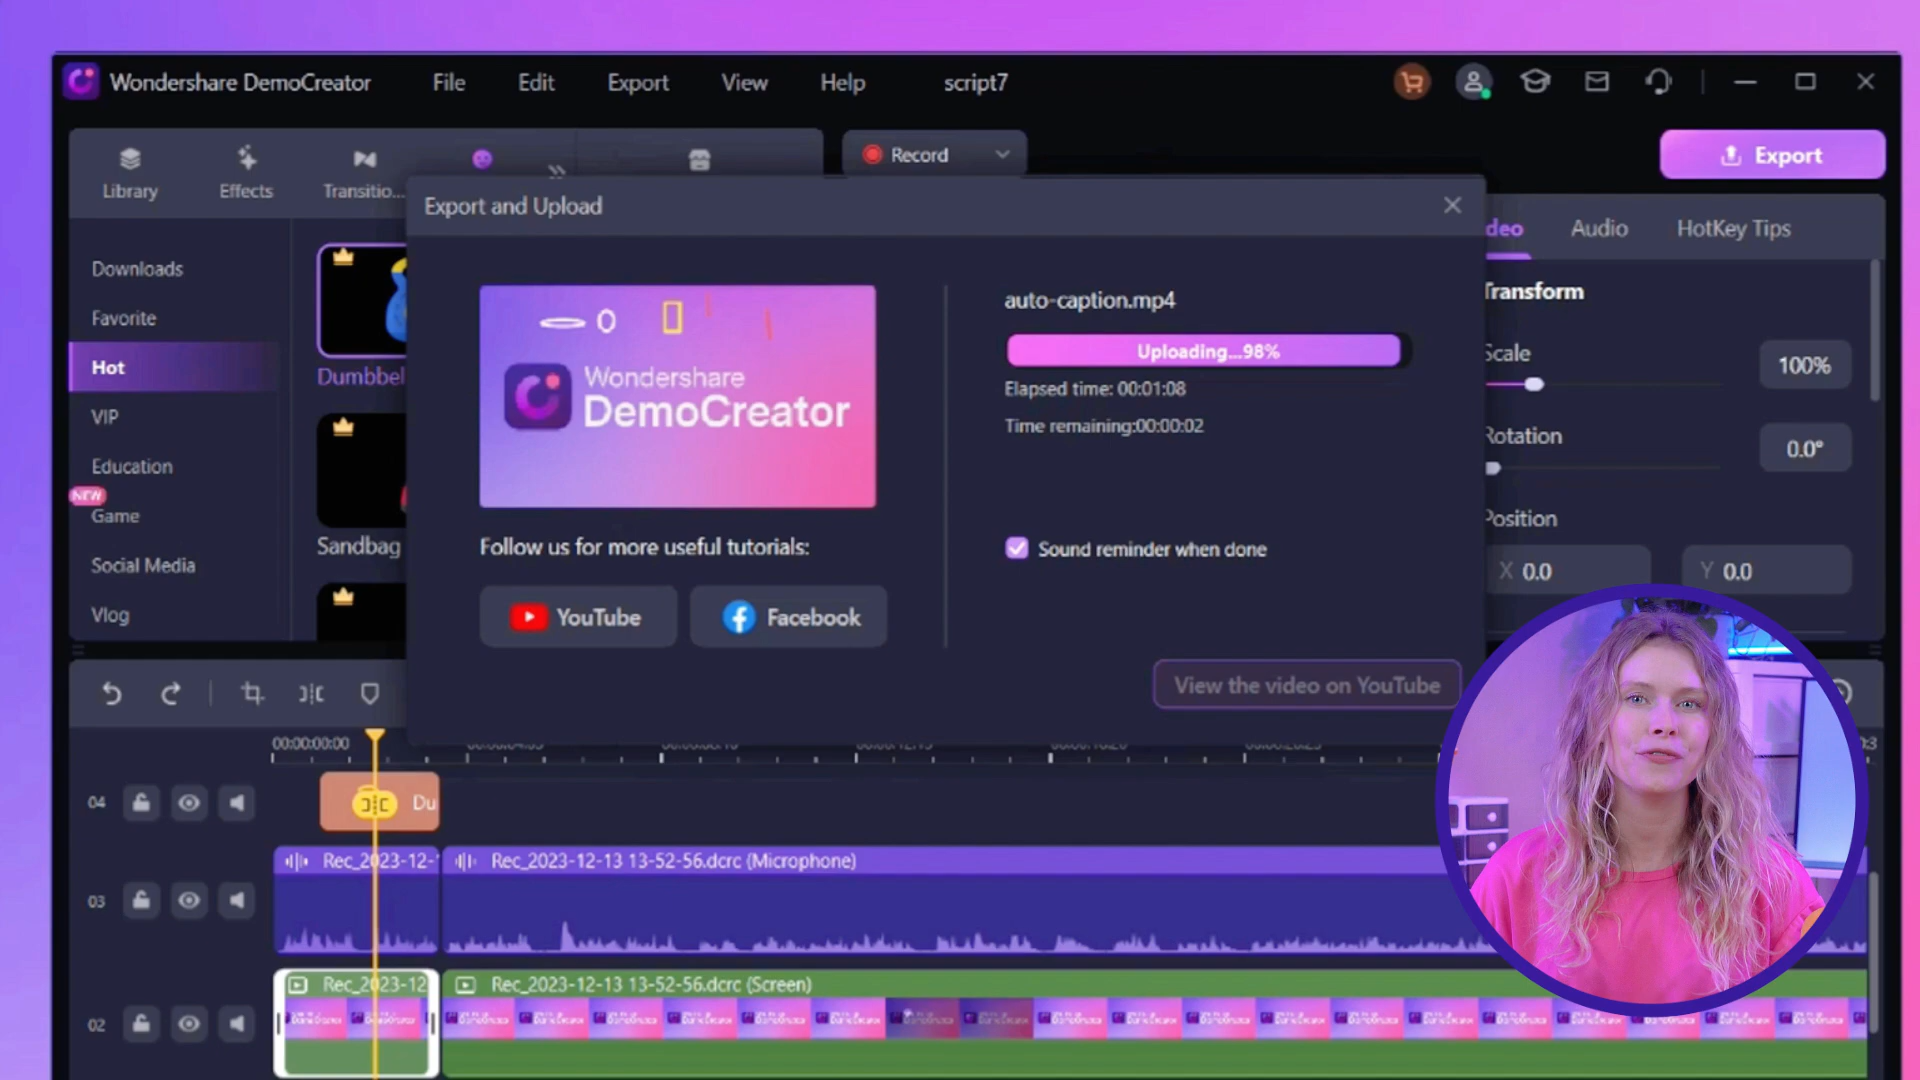 Wondershare DemoCreator File Edit Export View Help script7
Record
Export
Library Effects Transitio...
Export and Upload
deo Audio HotKey Tips
Downloads
Favorite
Hot
VIP
Education
NEW
Game
Social Media
Vlog
Dumbbel
Sandbag
Wondershare
DemoCreator
Follow us for more useful tutorials:
YouTube Facebook
auto-caption.mp4
Uploading...98%
Elapsed time: 00:01:08
Time remaining:00:00:02
Sound reminder when done
View the video on YouTube
Transform
Scale 100%
Rotation 0.0°
Position
X 0.0 Y 0.0
00:00:00:00
04 Du
03 Rec_2023-12-1 Rec_2023-12-13 13-52-56.dcrc (Microphone)
02 Rec_2023-12 Rec_2023-12-13 13-52-56.dcrc (Screen)